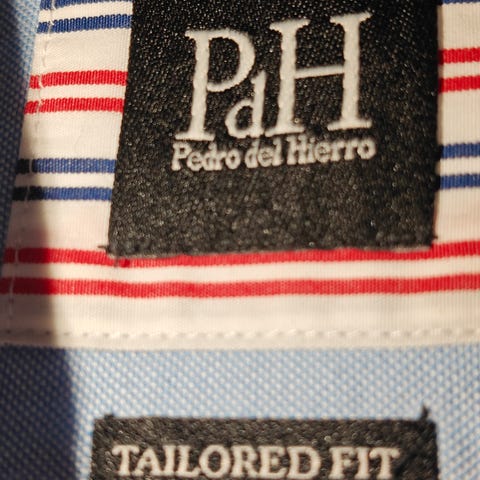 PdH
Pedro del Hierro
TAILORED FIT